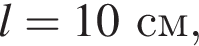 l = 10 см,